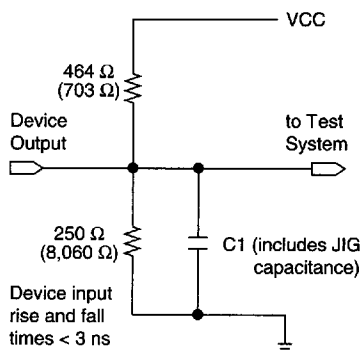 VCC
464 Ω
(703 Ω)
Device
Output
to Test
System
250 Ω
(8,060 Ω)
C1 (includes JIG
capacitance)
Device input
rise and fall
times < 3 ns